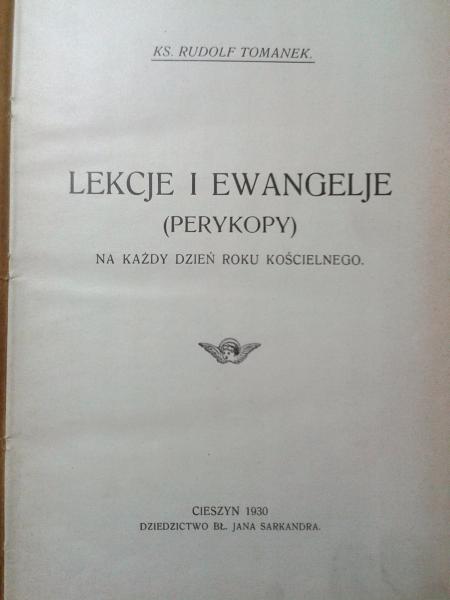 KS. RUDOLF TOMANEK.
LEKCJE I EWANGELJE
(PERYKOPY)
NA KAŻDY DZIEŃ ROKU KOŚCIELNEGO.
CIESZYN 1930
DZIEDZICTWO BŁ. JANA SARKANDRA.